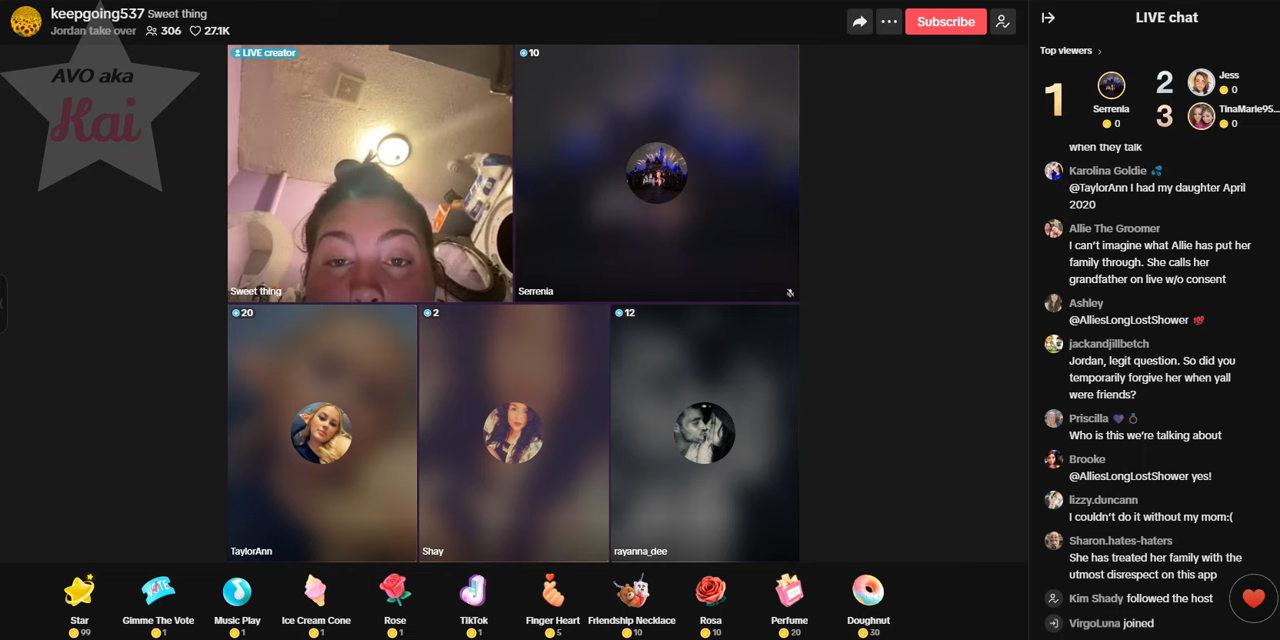 keepgoing537 Sweet thing
Jordan take over 306 27.1K
Subscribe
AVO aka
Kai
LIVE creator
Sweet thing
10
Serrenia
20
TaylorAnn
2
Shay
12
rayanna_dee
Star
99
Gimme The Vote
1
Music Play
1
Ice Cream Cone
1
Rose
1
TikTok
1
Finger Heart
5
Friendship Necklace
10
Rosa
10
Perfume
20
Doughnut
30
LIVE chat
Top viewers
1
Serrenia
0
2
Jess
0
3
TinaMarie95...
0
when they talk
Karolina Goldie 💦
@TaylorAnn I had my daughter April
2020
Allie The Groomer
I can't imagine what Allie has put her
family through. She calls her
grandfather on live w/o consent
Ashley
@AlliesLongLostShower 💯
jackandjillbetch
Jordan, legit question. So did you
temporarily forgive her when yall
were friends?
Priscilla 💜 💍
Who is this we're talking about
Brooke
@AlliesLongLostShower yes!
lizzy.duncann
I couldn't do it without my mom:(
Sharon.hates-haters
She has treated her family with the
utmost disrespect on this app
Kim Shady followed the host
VirgoLuna joined